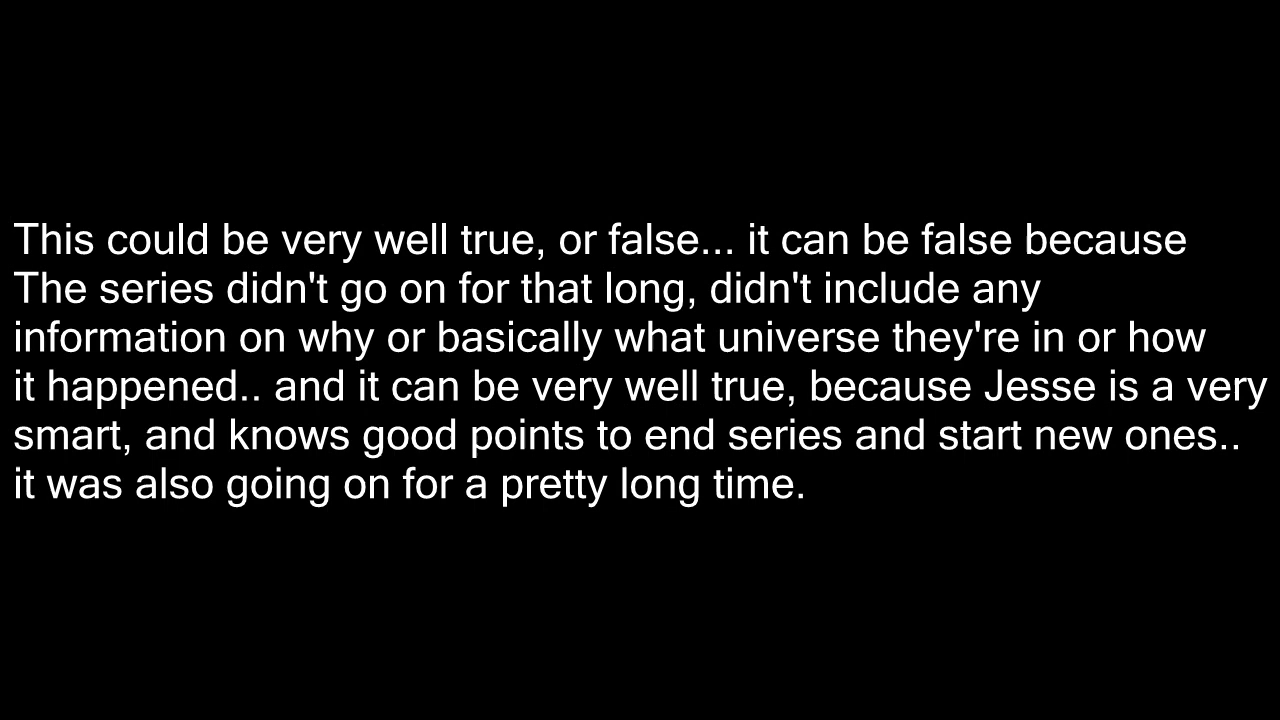 This could be very well true, or false... it can be false because
The series didn't go on for that long, didn't include any
information on why or basically what universe they're in or how
it happened.. and it can be very well true, because Jesse is a very
smart, and knows good points to end series and start new ones..
it was also going on for a pretty long time.